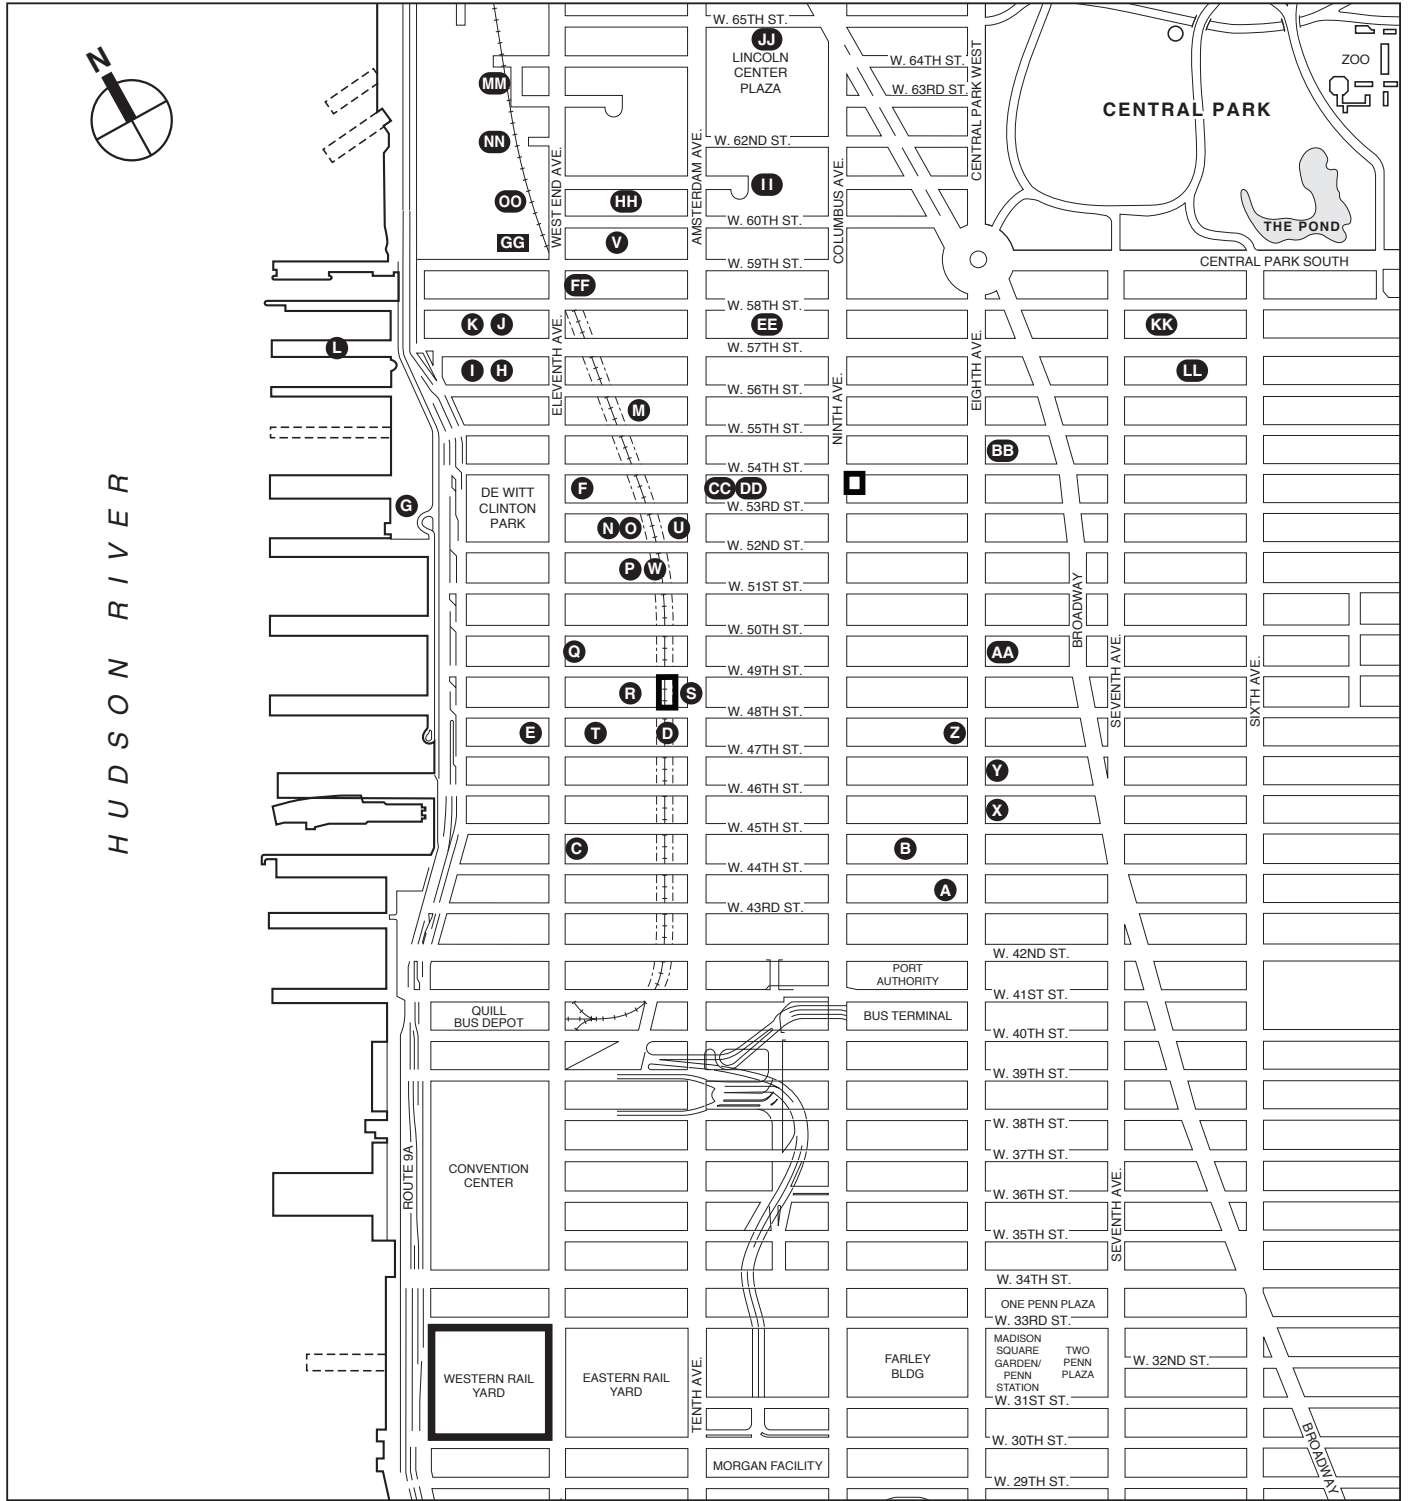 W. 65TH ST.
JJ
LINCOLN
CENTER
PLAZA
N
MM
W. 64TH ST.
W. 63RD ST.
CENTRAL PARK WEST
ZOO
CENTRAL PARK
NN
W. 62ND ST.
WEST END AVE.
AMSTERDAM AVE.
COLUMBUS AVE.
II
OO
HH
W. 60TH ST.
THE POND
GG
V
W. 59TH ST.
CENTRAL PARK SOUTH
FF
W. 58TH ST.
K
J
EE
KK
L
W. 57TH ST.
ELEVENTH AVE.
NINTH AVE.
EIGHTH AVE.
I
H
LL
W. 56TH ST.
M
W. 55TH ST.
BB
W. 54TH ST.
DE WITT
CLINTON
PARK
F
CC
DD
G
W. 53RD ST.
N
O
U
W. 52ND ST.
P
W
W. 51ST ST.
BROADWAY
HUDSON RIVER
W. 50TH ST.
Q
AA
W. 49TH ST.
SEVENTH AVE.
SIXTH AVE.
R
S
W. 48TH ST.
E
T
D
Z
W. 47TH ST.
Y
W. 46TH ST.
X
W. 45TH ST.
C
B
W. 44TH ST.
A
W. 43RD ST.
W. 42ND ST.
PORT
AUTHORITY
W. 41ST ST.
QUILL
BUS DEPOT
BUS TERMINAL
W. 40TH ST.
W. 39TH ST.
W. 38TH ST.
W. 37TH ST.
ROUTE 9A
CONVENTION
CENTER
W. 36TH ST.
SEVENTH AVE.
W. 35TH ST.
W. 34TH ST.
ONE PENN PLAZA
W. 33RD ST.
MADISON
SQUARE
GARDEN/
PENN
STATION
TWO
PENN
PLAZA
W. 32ND ST.
FARLEY
BLDG
WESTERN RAIL
YARD
EASTERN RAIL
YARD
TENTH AVE.
W. 31ST ST.
W. 30TH ST.
BROADWAY
MORGAN FACILITY
W. 29TH ST.